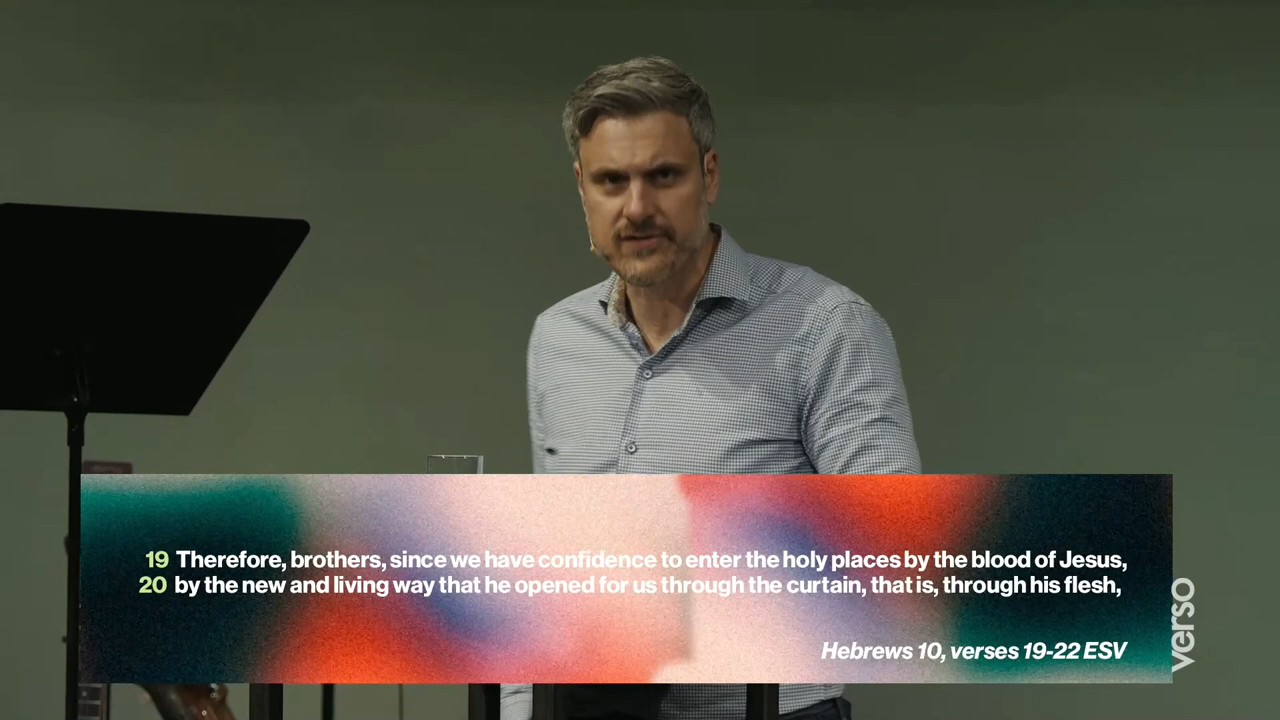 19 Therefore, brothers, since we have confidence to enter the holy places by the blood of Jesus,
20 by the new and living way that he opened for us through the curtain, that is, through his flesh,
Hebrews 10, verses 19-22 ESV
verso